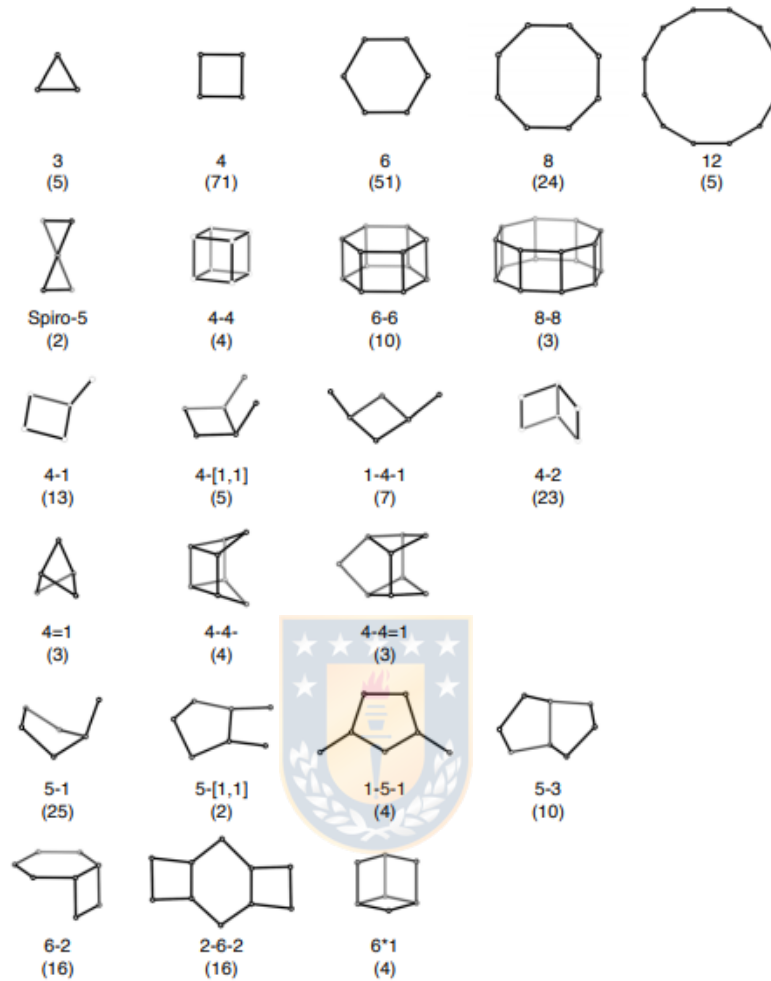 3 4 6 8 12
(5) (71) (51) (24) (5)
Spiro-5 4-4 6-6 8-8
(2) (4) (10) (3)
4-1 4-[1,1] 1-4-1 4-2
(13) (5) (7) (23)
4=1 4-4- 4-4=1
(3) (4) (3)
5-1 5-[1,1] 1-5-1 5-3
(25) (2) (4) (10)
6-2 2-6-2 6*1
(16) (16) (4)